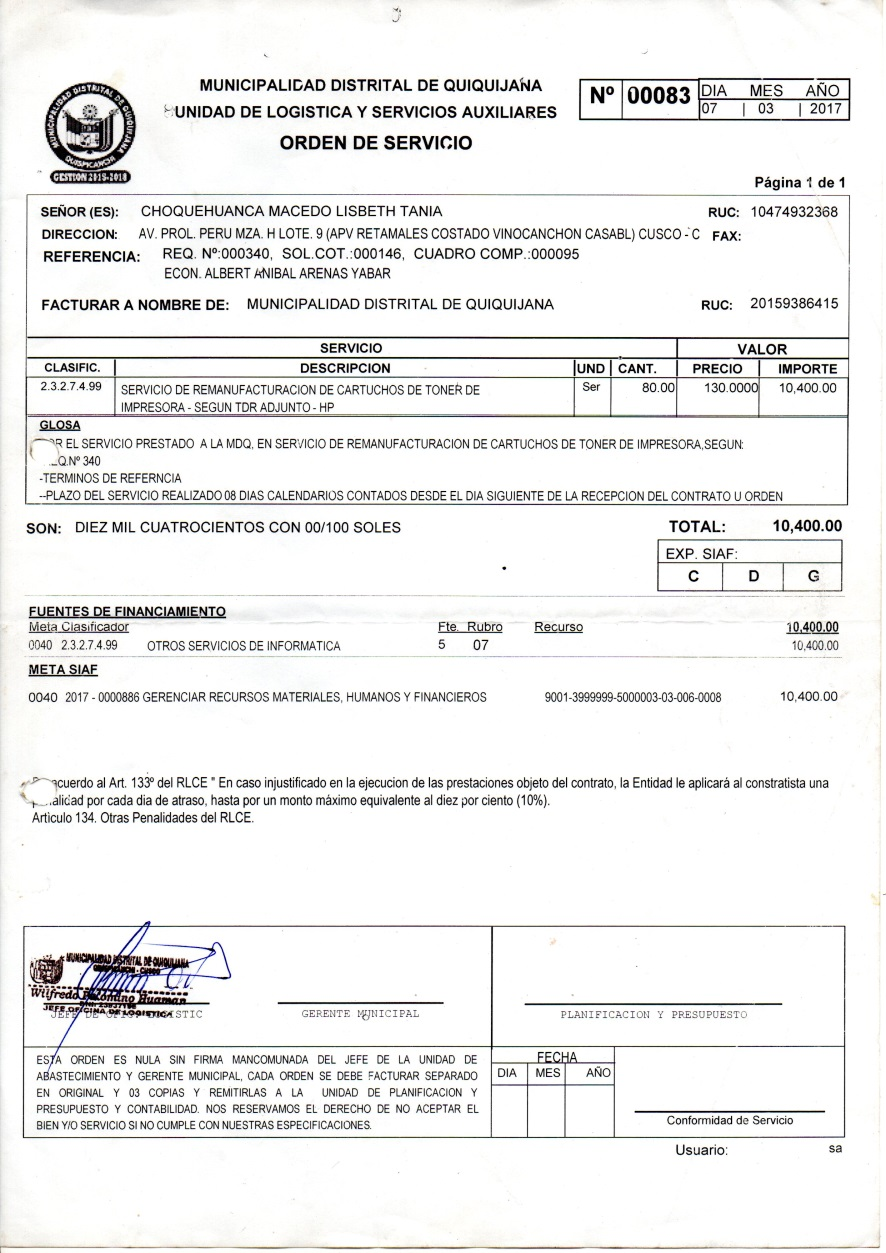 MUNICIPALIDAD DISTRITAL DE QUIQUIJANA
QUISPICANCHI
GESTION 2015-2018
MUNICIPALIDAD DISTRITAL DE QUIQUIJANA
UNIDAD DE LOGISTICA Y SERVICIOS AUXILIARES
ORDEN DE SERVICIO
Nº 00083 DIA MES AÑO
07 | 03 | 2017
Página 1 de 1
SEÑOR (ES): CHOQUEHUANCA MACEDO LISBETH TANIA RUC: 10474932368
DIRECCION: AV. PROL. PERU MZA. H LOTE. 9 (APV RETAMALES COSTADO VINOCANCHON CASABL) CUSCO - C FAX:
REFERENCIA: REQ. Nº:000340, SOL.COT.:000146, CUADRO COMP.:000095
ECON. ALBERT ANIBAL ARENAS YABAR
FACTURAR A NOMBRE DE: MUNICIPALIDAD DISTRITAL DE QUIQUIJANA RUC: 20159386415
SERVICIO VALOR
CLASIFIC. DESCRIPCION UND CANT. PRECIO IMPORTE
2.3.2.7.4.99 SERVICIO DE REMANUFACTURACION DE CARTUCHOS DE TONER DE Ser 80.00 130.0000 10,400.00
IMPRESORA - SEGUN TDR ADJUNTO - HP
GLOSA
EL SERVICIO PRESTADO A LA MDQ, EN SERVICIO DE REMANUFACTURACION DE CARTUCHOS DE TONER DE IMPRESORA,SEGUN:
Q.Nº 340
-TERMINOS DE REFERNCIA
--PLAZO DEL SERVICIO REALIZADO 08 DIAS CALENDARIOS CONTADOS DESDE EL DIA SIGUIENTE DE LA RECEPCION DEL CONTRATO U ORDEN
SON: DIEZ MIL CUATROCIENTOS CON 00/100 SOLES TOTAL: 10,400.00
EXP. SIAF:
C D G
FUENTES DE FINANCIAMIENTO
Meta Clasificador Fte. Rubro Recurso 10,400.00
0040 2.3.2.7.4.99 OTROS SERVICIOS DE INFORMATICA 5 07 10,400.00
META SIAF
0040 2017 - 0000886 GERENCIAR RECURSOS MATERIALES, HUMANOS Y FINANCIEROS 9001-3999999-5000003-03-006-0008 10,400.00
acuerdo al Art. 133º del RLCE " En caso injustificado en la ejecucion de las prestaciones objeto del contrato, la Entidad le aplicará al constratista una
alidad por cada dia de atraso, hasta por un monto máximo equivalente al diez por ciento (10%).
Articulo 134. Otras Penalidades del RLCE.
MUNICIPALIDAD DISTRITAL DE QUIQUIJANA
QUISPICANCHI - CUSCO
Wilfredo Palomino Huaman
JEFE OFICINA DE LOGISTICA
GERENTE MUNICIPAL
PLANIFICACION Y PRESUPUESTO
ESTA ORDEN ES NULA SIN FIRMA MANCOMUNADA DEL JEFE DE LA UNIDAD DE
ABASTECIMIENTO Y GERENTE MUNICIPAL, CADA ORDEN SE DEBE FACTURAR SEPARADO
EN ORIGINAL Y 03 COPIAS Y REMITIRLAS A LA UNIDAD DE PLANIFICACION Y
PRESUPUESTO Y CONTABILIDAD. NOS RESERVAMOS EL DERECHO DE NO ACEPTAR EL
BIEN Y/O SERVICIO SI NO CUMPLE CON NUESTRAS ESPECIFICACIONES.
FECHA
DIA MES AÑO
Conformidad de Servicio
Usuario: sa